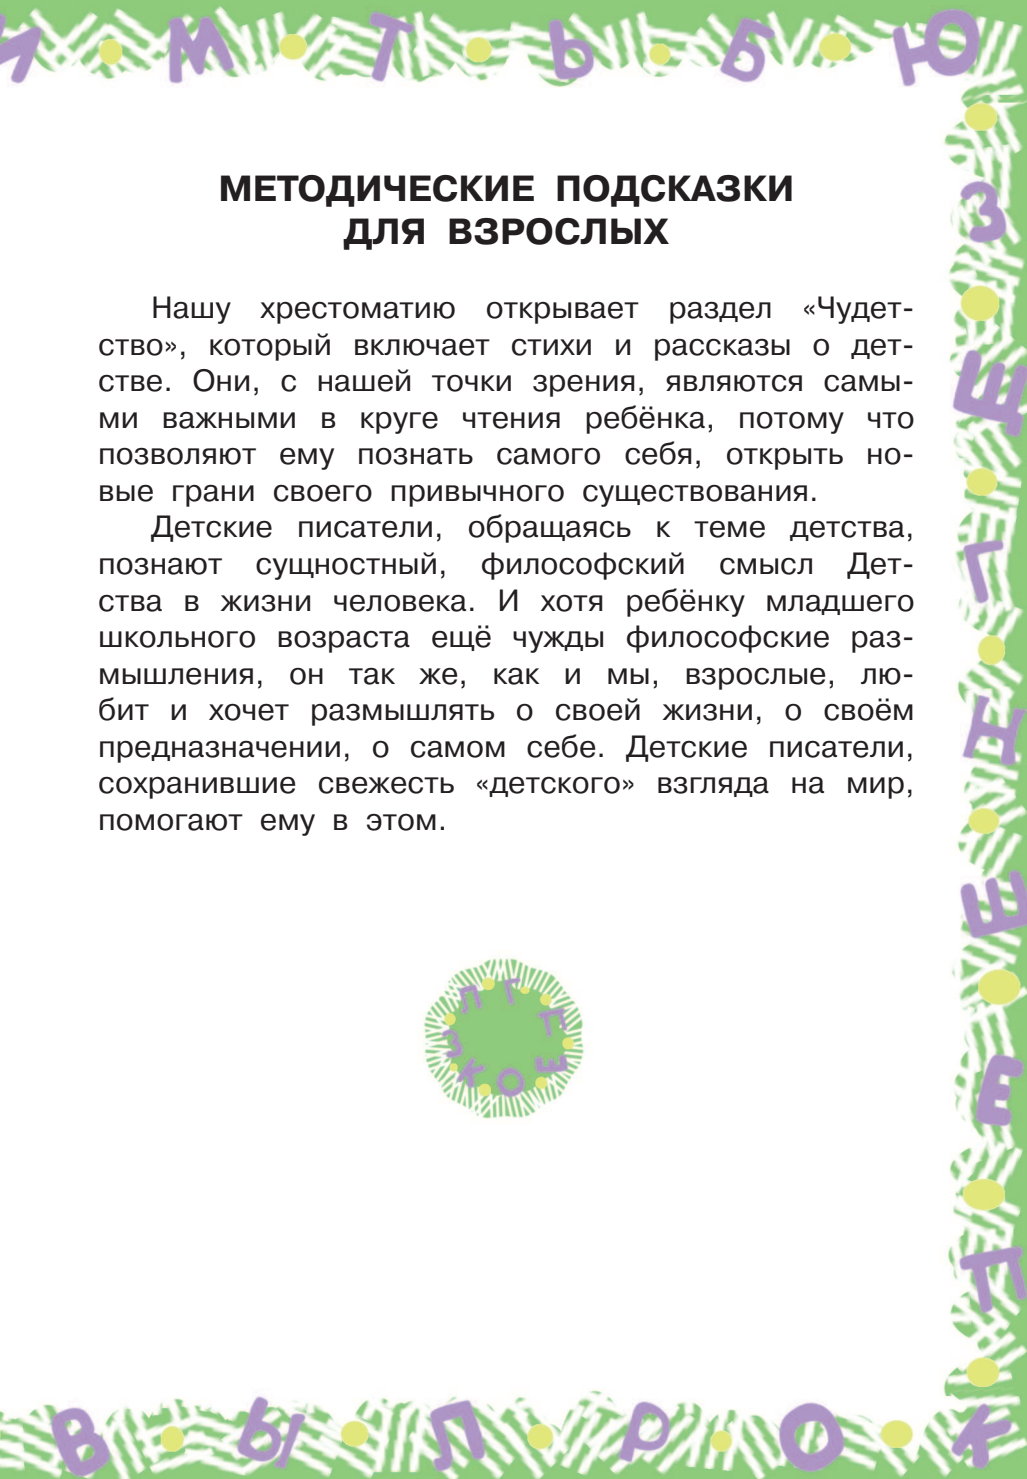 И М Т Ь Б Ю
МЕТОДИЧЕСКИЕ ПОДСКАЗКИ
ДЛЯ ВЗРОСЛЫХ
Нашу хрестоматию открывает раздел «Чудет-
ство», который включает стихи и рассказы о дет-
стве. Они, с нашей точки зрения, являются самы-
ми важными в круге чтения ребёнка, потому что
позволяют ему познать самого себя, открыть но-
вые грани своего привычного существования.
Детские писатели, обращаясь к теме детства,
познают сущностный, философский смысл Дет-
ства в жизни человека. И хотя ребёнку младшего
школьного возраста ещё чужды философские раз-
мышления, он так же, как и мы, взрослые, лю-
бит и хочет размышлять о своей жизни, о своём
предназначении, о самом себе. Детские писатели,
сохранившие свежесть «детского» взгляда на мир,
помогают ему в этом.
П Г П Ш О К З
З
Щ
Г
Н
Ш
Е
П
В Ы Л Р О К